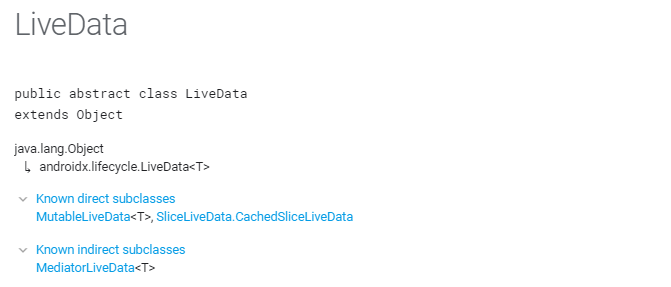 LiveData
public abstract class LiveData
extends Object
java.lang.Object
↳ androidx.lifecycle.LiveData<T>
Known direct subclasses
MutableLiveData<T>, SliceLiveData.CachedSliceLiveData
Known indirect subclasses
MediatorLiveData<T>